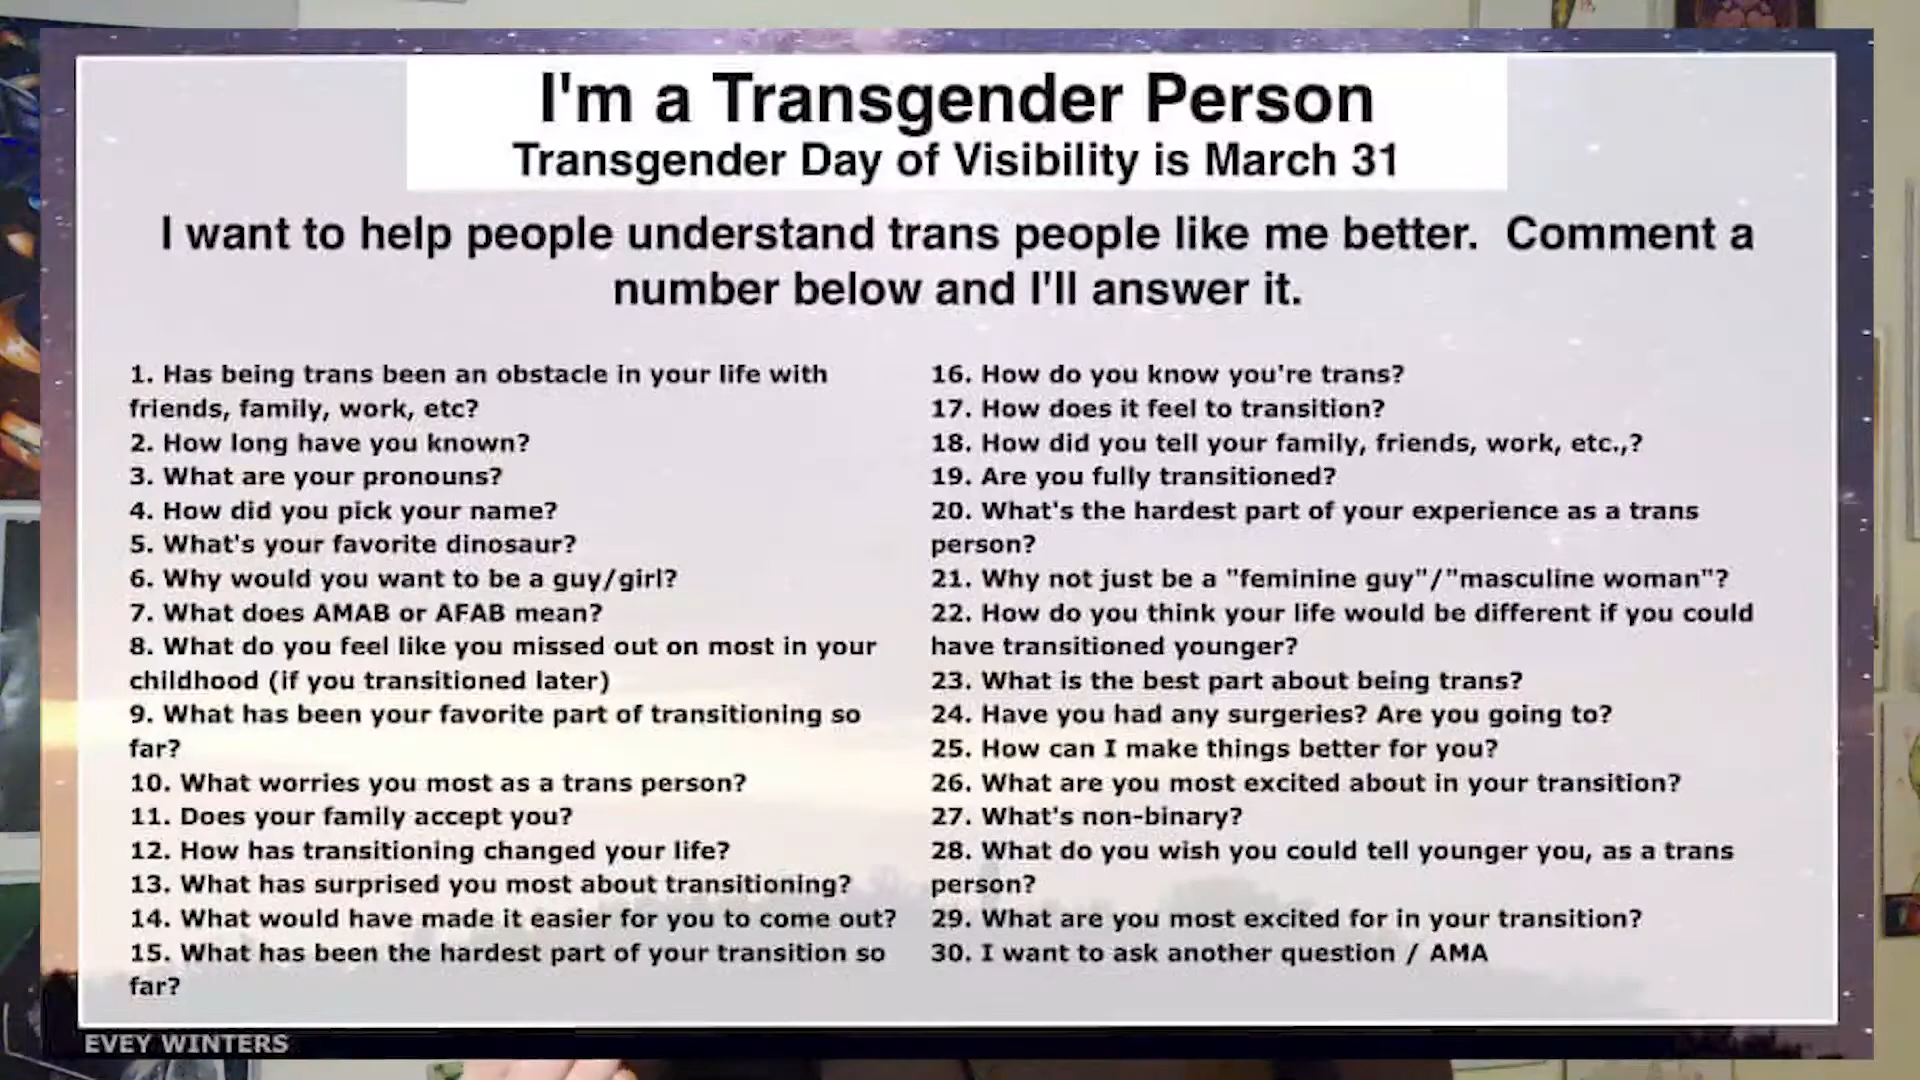 I'm a Transgender Person
Transgender Day of Visibility is March 31
I want to help people understand trans people like me better. Comment a
number below and I'll answer it.
1. Has being trans been an obstacle in your life with
friends, family, work, etc?
2. How long have you known?
3. What are your pronouns?
4. How did you pick your name?
5. What's your favorite dinosaur?
6. Why would you want to be a guy/girl?
7. What does AMAB or AFAB mean?
8. What do you feel like you missed out on most in your
childhood (if you transitioned later)
9. What has been your favorite part of transitioning so
far?
10. What worries you most as a trans person?
11. Does your family accept you?
12. How has transitioning changed your life?
13. What has surprised you most about transitioning?
14. What would have made it easier for you to come out?
15. What has been the hardest part of your transition so
far?
16. How do you know you're trans?
17. How does it feel to transition?
18. How did you tell your family, friends, work, etc.,?
19. Are you fully transitioned?
20. What's the hardest part of your experience as a trans
person?
21. Why not just be a "feminine guy"/"masculine woman"?
22. How do you think your life would be different if you could
have transitioned younger?
23. What is the best part about being trans?
24. Have you had any surgeries? Are you going to?
25. How can I make things better for you?
26. What are you most excited about in your transition?
27. What's non-binary?
28. What do you wish you could tell younger you, as a trans
person?
29. What are you most excited for in your transition?
30. I want to ask another question / AMA
EVEY WINTERS